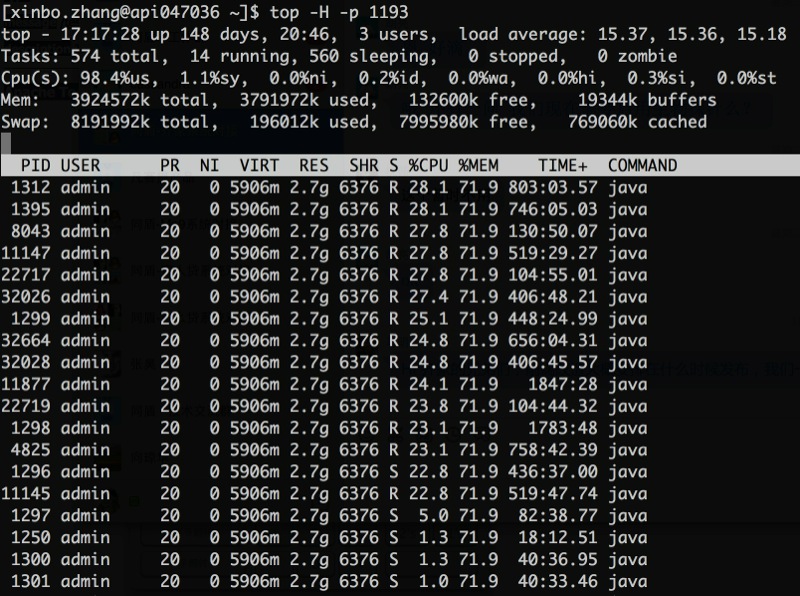 [xinbo.zhang@api047036 ~]$ top -H -p 1193
top - 17:17:28 up 148 days, 20:46,  3 users,  load average: 15.37, 15.36, 15.18
Tasks: 574 total,  14 running, 560 sleeping,   0 stopped,   0 zombie
Cpu(s): 98.4%us,  1.1%sy,  0.0%ni,  0.2%id,  0.0%wa,  0.0%hi,  0.3%si,  0.0%st
Mem:   3924572k total,  3791972k used,   132600k free,    19344k buffers
Swap:  8191992k total,   196012k used,  7995980k free,   769060k cached
PID USER      PR  NI  VIRT  RES  SHR S %CPU %MEM    TIME+  COMMAND
1312 admin     20   0 5906m 2.7g 6376 R 28.1 71.9 803:03.57 java
1395 admin     20   0 5906m 2.7g 6376 R 28.1 71.9 746:05.03 java
8043 admin     20   0 5906m 2.7g 6376 R 27.8 71.9 130:50.07 java
11147 admin     20   0 5906m 2.7g 6376 R 27.8 71.9 519:29.27 java
22717 admin     20   0 5906m 2.7g 6376 R 27.8 71.9 104:55.01 java
32026 admin     20   0 5906m 2.7g 6376 R 27.4 71.9 406:48.21 java
1299 admin     20   0 5906m 2.7g 6376 R 25.1 71.9 448:24.99 java
32664 admin     20   0 5906m 2.7g 6376 R 24.8 71.9 656:04.31 java
32028 admin     20   0 5906m 2.7g 6376 R 24.8 71.9 406:45.57 java
11877 admin     20   0 5906m 2.7g 6376 R 24.1 71.9   1847:28 java
22719 admin     20   0 5906m 2.7g 6376 R 23.8 71.9 104:44.32 java
1298 admin     20   0 5906m 2.7g 6376 R 23.1 71.9   1783:48 java
4825 admin     20   0 5906m 2.7g 6376 R 23.1 71.9 758:42.39 java
1296 admin     20   0 5906m 2.7g 6376 S 22.8 71.9 436:37.00 java
11145 admin     20   0 5906m 2.7g 6376 R 22.8 71.9 519:47.74 java
1297 admin     20   0 5906m 2.7g 6376 S  5.0 71.9  82:38.77 java
1250 admin     20   0 5906m 2.7g 6376 S  1.3 71.9  18:12.51 java
1300 admin     20   0 5906m 2.7g 6376 S  1.3 71.9  40:36.95 java
1301 admin     20   0 5906m 2.7g 6376 S  1.0 71.9  40:33.46 java